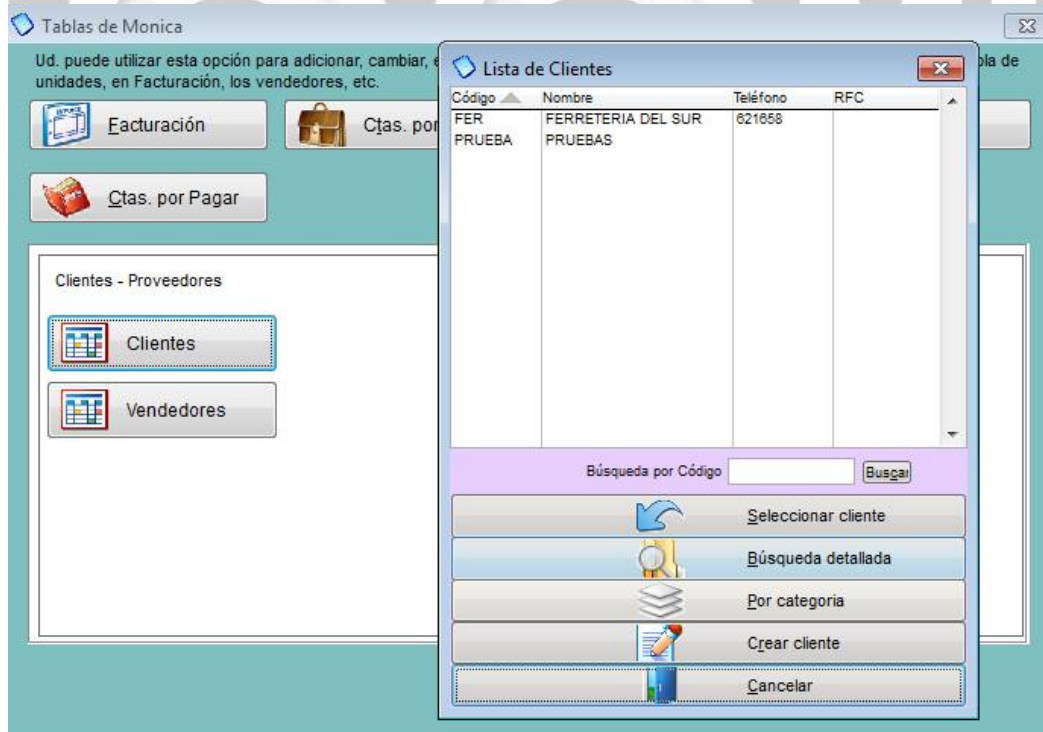 Tablas de Monica
Ud. puede utilizar esta opción para adicionar, cambiar,
unidades, en Facturación, los vendedores, etc.
de
Facturación
Ctas. por
Ctas. por Pagar
Clientes - Proveedores
Clientes
Vendedores
Lista de Clientes
Código Nombre Teléfono RFC
FER FERRETERIA DEL SUR 621658
PRUEBA PRUEBAS
Búsqueda por Código Buscar
Seleccionar cliente
Búsqueda detallada
Por categoria
Crear cliente
Cancelar